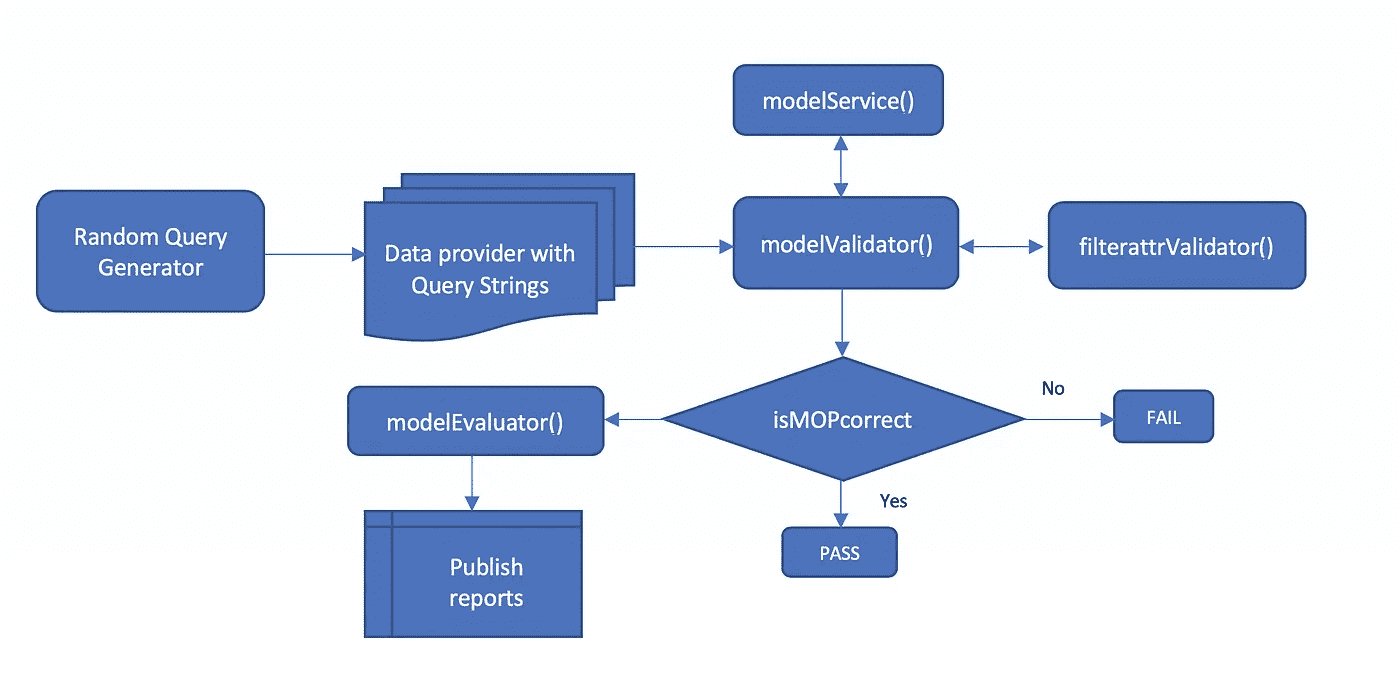 modelService()
Random Query
Generator
Data provider with
Query Strings
modelValidator()
filterattrValidator()
modelEvaluator()
isMOPcorrect
No
FAIL
Yes
PASS
Publish
reports